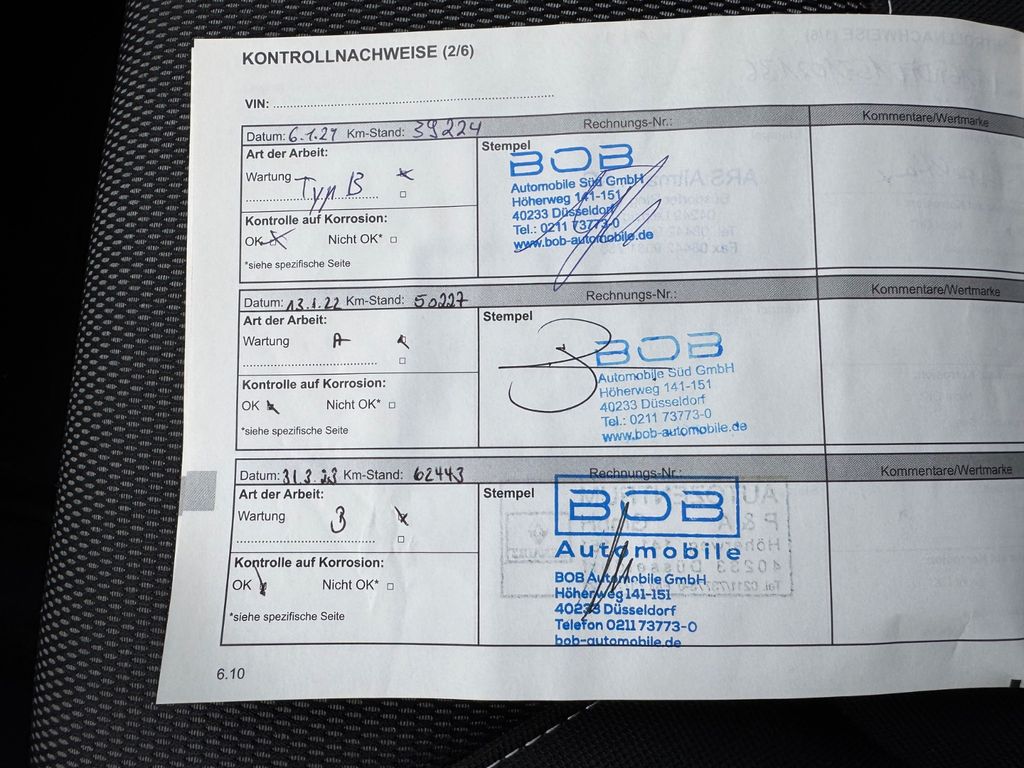 KONTROLLNACHWEISE (2/6)
VIN:
Datum: 6.1.21 Km-Stand: 39224 Rechnungs-Nr.: Kommentare/Wertmarke
Art der Arbeit:
Wartung Typ B
Kontrolle auf Korrosion:
OK Nicht OK*
*siehe spezifische Seite
Stempel
BOB
Automobile Süd GmbH
Höherweg 141-151
40233 Düsseldorf
Tel.: 0211 73773-0
www.bob-automobile.de
Datum: 13.1.22 Km-Stand: 50227 Rechnungs-Nr.: Kommentare/Wertmarke
Art der Arbeit:
Wartung A
Kontrolle auf Korrosion:
OK Nicht OK*
*siehe spezifische Seite
Stempel
BOB
Automobile Süd GmbH
Höherweg 141-151
40233 Düsseldorf
Tel.: 0211 73773-0
www.bob-automobile.de
Datum: 31.3.23 Km-Stand: 62443 Rechnungs-Nr.: Kommentare/Wertmarke
Art der Arbeit:
Wartung B
Kontrolle auf Korrosion:
OK Nicht OK*
*siehe spezifische Seite
Stempel
BOB
Automobile
BOB Automobile GmbH
Höherweg 141-151
40233 Düsseldorf
Telefon 0211 73773-0
bob-automobile.de
6.10